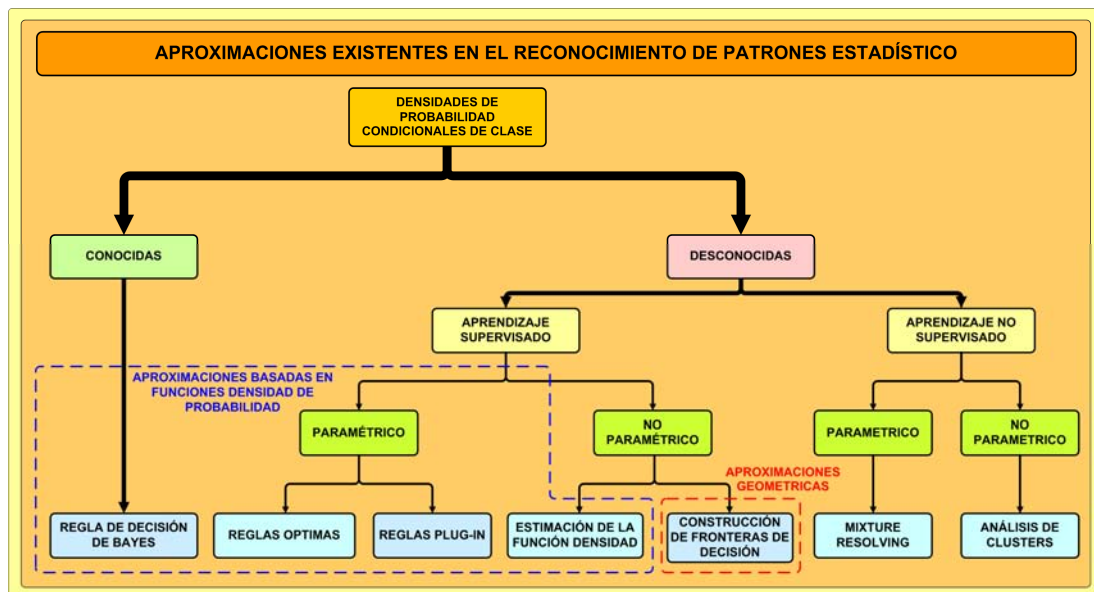 APROXIMACIONES EXISTENTES EN EL RECONOCIMIENTO DE PATRONES ESTADÍSTICO
DENSIDADES DE
PROBABILIDAD
CONDICIONALES DE CLASE
CONOCIDAS
DESCONOCIDAS
APRENDIZAJE
SUPERVISADO
APRENDIZAJE NO
SUPERVISADO
APROXIMACIONES BASADAS EN
FUNCIONES DENSIDAD DE
PROBABILIDAD
PARAMÉTRICO
NO
PARAMÉTRICO
PARAMETRICO
NO
PARAMETRICO
APROXIMACIONES
GEOMETRICAS
REGLA DE DECISIÓN
DE BAYES
REGLAS OPTIMAS
REGLAS PLUG-IN
ESTIMACIÓN DE LA
FUNCIÓN DENSIDAD
CONSTRUCCIÓN
DE FRONTERAS DE
DECISIÓN
MIXTURE
RESOLVING
ANÁLISIS DE
CLUSTERS